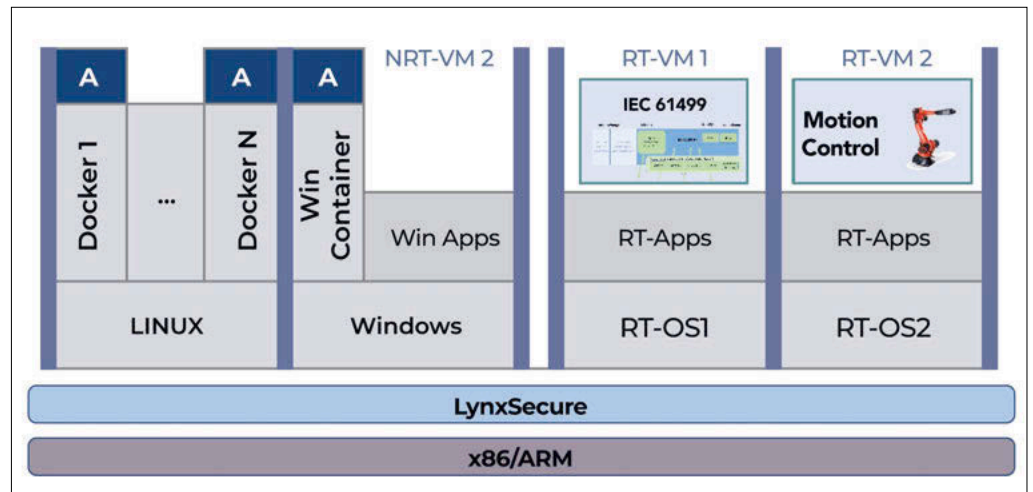 A
A
A
NRT-VM 2
RT-VM 1
RT-VM 2
IEC 61499
Motion
Control
Docker 1
...
Docker N
Win
Container
Win Apps
RT-Apps
RT-Apps
LINUX
Windows
RT-OS1
RT-OS2
LynxSecure
x86/ARM